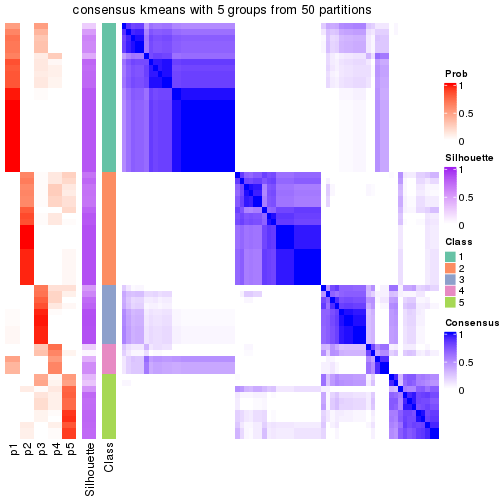 consensus kmeans with 5 groups from 50 partitions
Prob
1
0.5
0
Silhouette
1
0.5
0
Class
1
2
3
4
5
Consensus
1
0.5
0
p1
p2
p3
p4
p5
Silhouette
Class